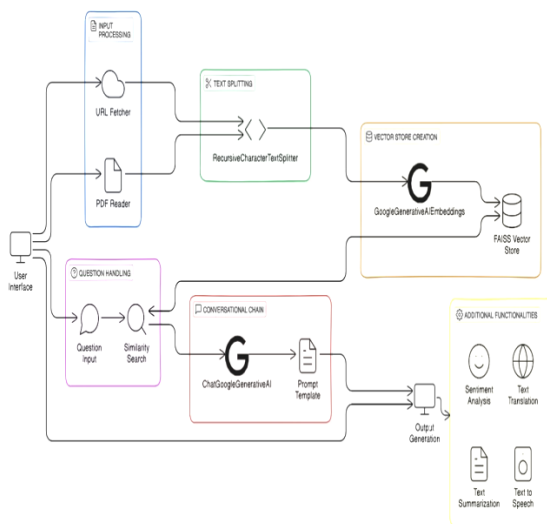 INPUT
PROCESSING
URL Fetcher
PDF Reader
TEXT SPLITTING
RecursiveCharacterTextSplitter
VECTOR STORE CREATION
GoogleGenerativeAIEmbeddings
FAISS Vector
Store
User
Interface
QUESTION HANDLING
Question
Input
Similarity
Search
CONVERSATIONAL CHAIN
ChatGoogleGenerativeAI
Prompt
Template
Output
Generation
ADDITIONAL FUNCTIONALITIES
Sentiment
Analysis
Text
Translation
Text
Summarization
Text to
Speech